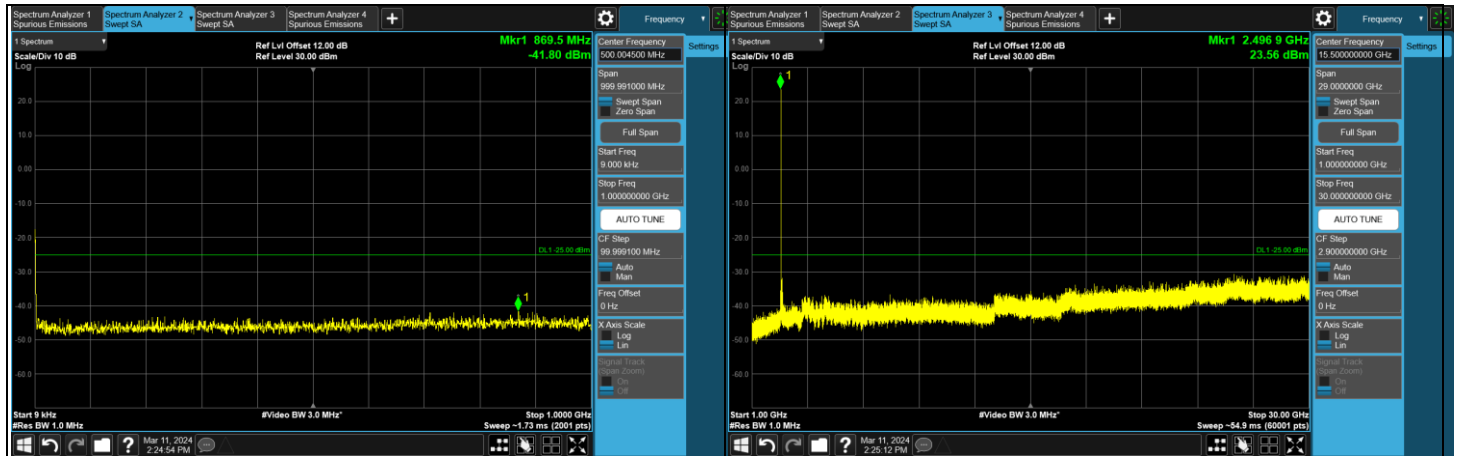 Spectrum Analyzer 1
Spurious Emissions
Spectrum Analyzer 2
Swept SA
Spectrum Analyzer 3
Swept SA
Spectrum Analyzer 4
Spurious Emissions
+
Frequency
1 Spectrum
Scale/Div 10 dB
Log
Ref Lvl Offset 12.00 dB
Ref Level 30.00 dBm
Mkr1 869.5 MHz
-41.80 dBm
20.0
10.0
0.00
-10.0
-20.0
-30.0
-40.0
-50.0
-60.0
1
DL1 -25.00 dBm
Start 9 kHz
#Res BW 1.0 MHz
#Video BW 3.0 MHz*
Stop 1.0000 GHz
Sweep ~1.73 ms (2001 pts)
Center Frequency
500.004500 MHz
Settings
Span
999.991000 MHz
Swept Span
Zero Span
Full Span
Start Freq
9.000 kHz
Stop Freq
1.000000000 GHz
AUTO TUNE
CF Step
99.999100 MHz
Auto
Man
Freq Offset
0 Hz
X Axis Scale
Log
Lin
Signal Track
(Span Zoom)
On
Off
?
Mar 11, 2024
2:24:54 PM
Spectrum Analyzer 1
Spurious Emissions
Spectrum Analyzer 2
Swept SA
Spectrum Analyzer 3
Swept SA
Spectrum Analyzer 4
Spurious Emissions
+
Frequency
1 Spectrum
Scale/Div 10 dB
Log
Ref Lvl Offset 12.00 dB
Ref Level 30.00 dBm
Mkr1 2.496 9 GHz
23.56 dBm
1
20.0
10.0
0.00
-10.0
-20.0
-30.0
-40.0
-50.0
-60.0
DL1 -25.00 dBm
Start 1.00 GHz
#Res BW 1.0 MHz
#Video BW 3.0 MHz*
Stop 30.00 GHz
Sweep ~54.9 ms (60001 pts)
Center Frequency
15.500000000 GHz
Settings
Span
29.0000000 GHz
Swept Span
Zero Span
Full Span
Start Freq
1.000000000 GHz
Stop Freq
30.000000000 GHz
AUTO TUNE
CF Step
2.900000000 GHz
Auto
Man
Freq Offset
0 Hz
X Axis Scale
Log
Lin
Signal Track
(Span Zoom)
On
Off
?
Mar 11, 2024
2:25:12 PM